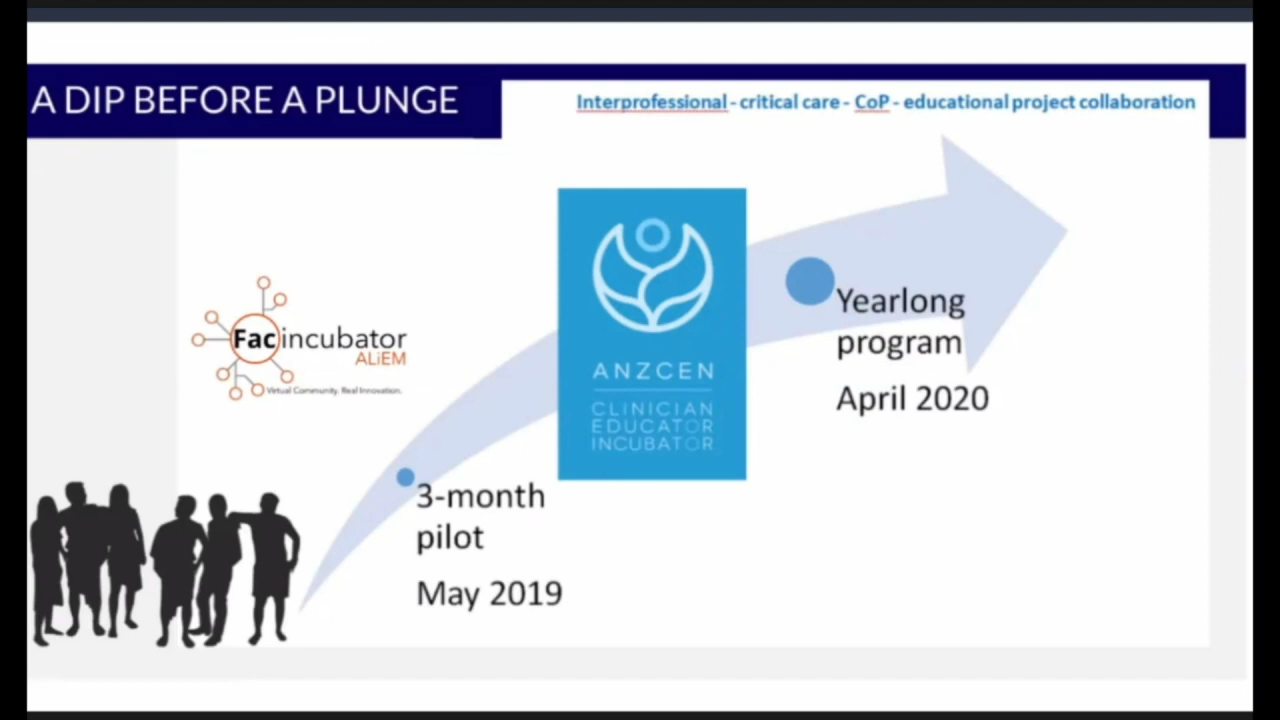 A DIP BEFORE A PLUNGE
Interprofessional - critical care - CoP - educational project collaboration
Facincubator
ALiEM
Virtual Community. Real Innovation.
ANZCEN
CLINICIAN
EDUCATOR
INCUBATOR
3-month
pilot
May 2019
Yearlong
program
April 2020